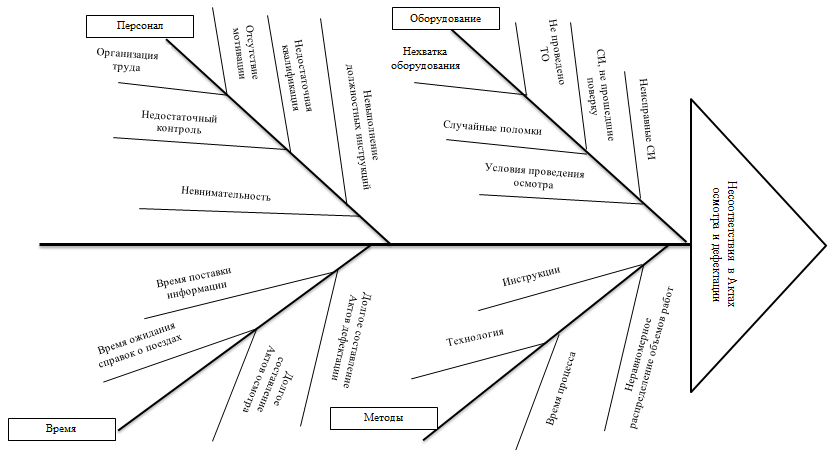 Персонал
Организация
труда
Отсутствие
мотивации
Недостаточная
квалификация
Недостаточный
контроль
Невыполнение
должностных инструкций
Невнимательность
Оборудование
Нехватка
оборудования
Не проведено
ТО
СИ, не прошедшие
поверку
Неисправные СИ
Случайные поломки
Условия проведения
осмотра
Несоответствия в Актах
осмотра и дефектации
Время поставки
информации
Время ожидания
справок о поездах
Долгое
составление
Актов осмотра
Долгое составление
Актов дефектации
Время
Инструкции
Технология
Время процесса
Неравномерное
распределение объемов работ
Методы